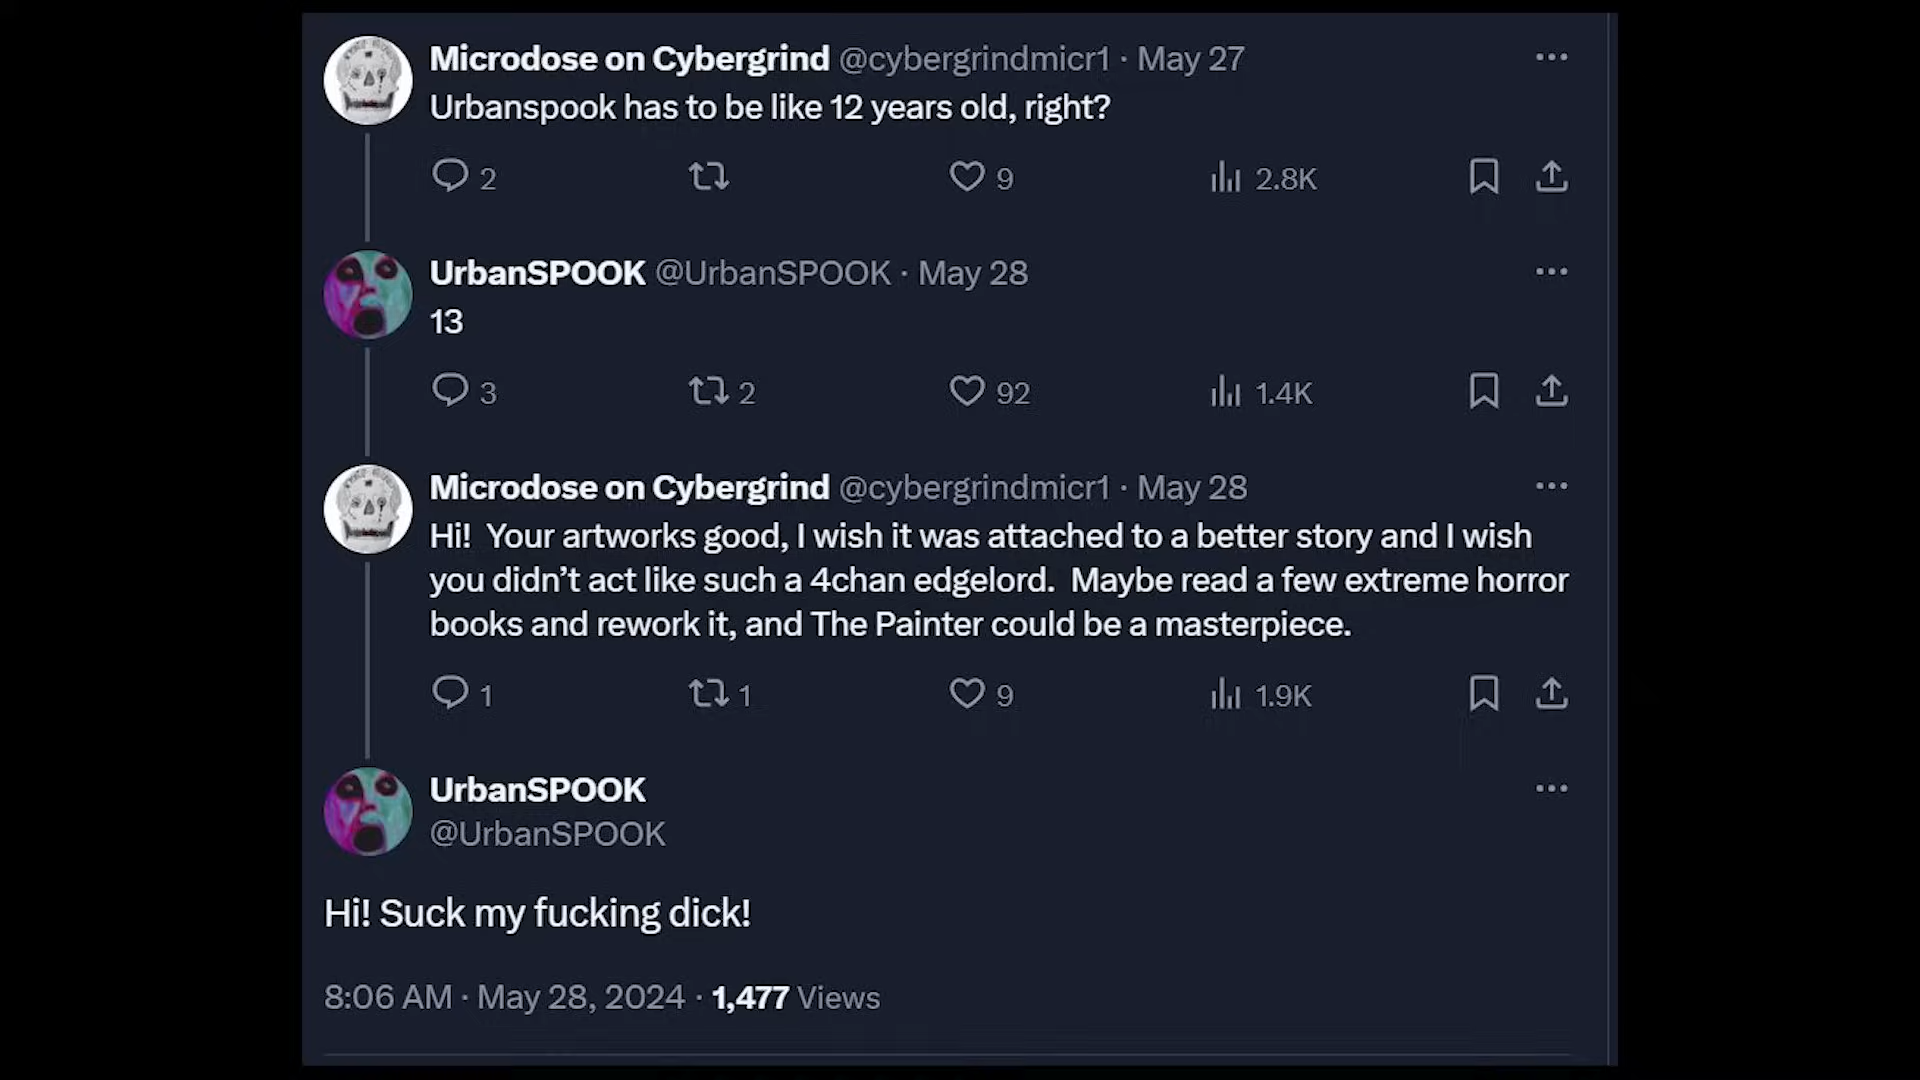 Microdose on Cybergrind @cybergrindmicr1 · May 27
Urbanspook has to be like 12 years old, right?
2 9 2.8K
UrbanSPOOK @UrbanSPOOK · May 28
13
3 2 92 1.4K
Microdose on Cybergrind @cybergrindmicr1 · May 28
Hi!  Your artworks good, I wish it was attached to a better story and I wish
you didn’t act like such a 4chan edgelord.  Maybe read a few extreme horror
books and rework it, and The Painter could be a masterpiece.
1 1 9 1.9K
UrbanSPOOK
@UrbanSPOOK
Hi! Suck my fucking dick!
8:06 AM · May 28, 2024 · 1,477 Views